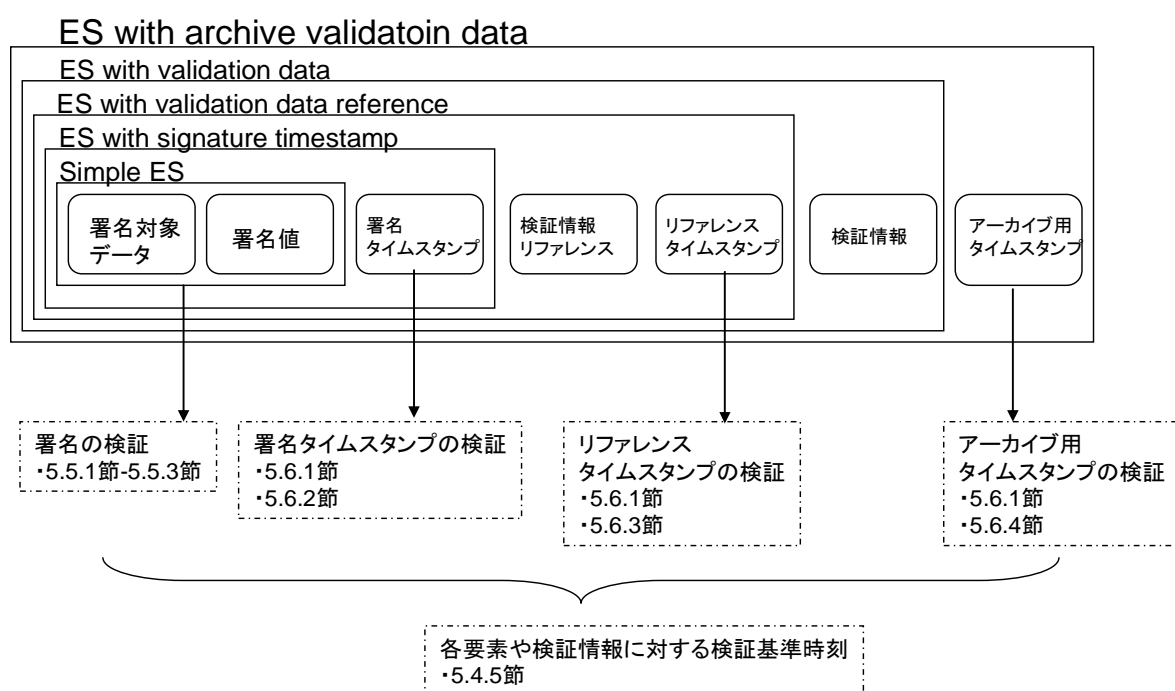 ES with archive validatoin data
ES with validation data
ES with validation data reference
ES with signature timestamp
Simple ES
署名対象
データ
署名値
署名
タイムスタンプ
検証情報
リファレンス
リファレンス
タイムスタンプ
検証情報
アーカイブ用
タイムスタンプ
署名の検証
・5.5.1節-5.5.3節
署名タイムスタンプの検証
・5.6.1節
・5.6.2節
リファレンス
タイムスタンプの検証
・5.6.1節
・5.6.3節
アーカイブ用
タイムスタンプの検証
・5.6.1節
・5.6.4節
各要素や検証情報に対する検証基準時刻
・5.4.5節